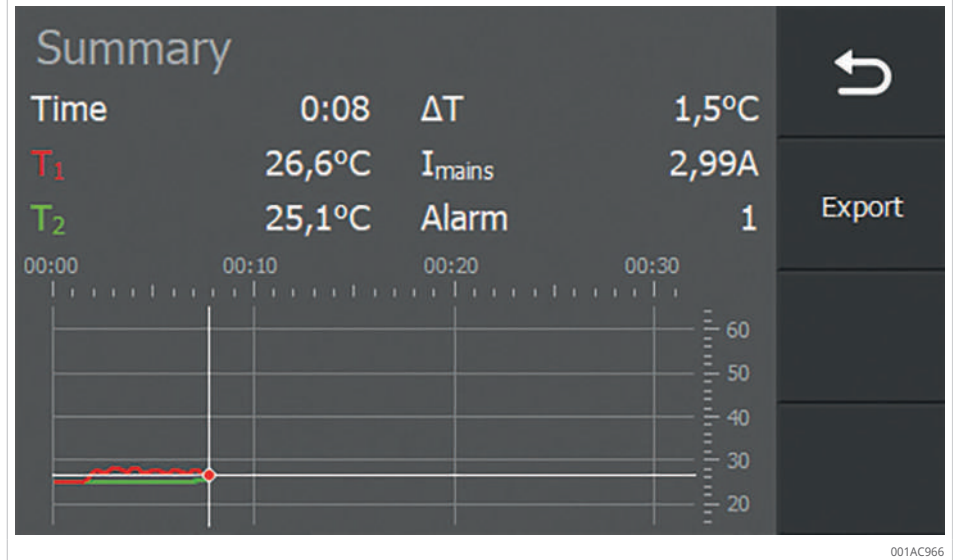 Summary
Time 0:08 ΔT 1,5°C
T1 26,6°C Imains 2,99A
T2 25,1°C Alarm 1
Export
00:00 00:10 00:20 00:30
60
50
40
30
20
001AC966